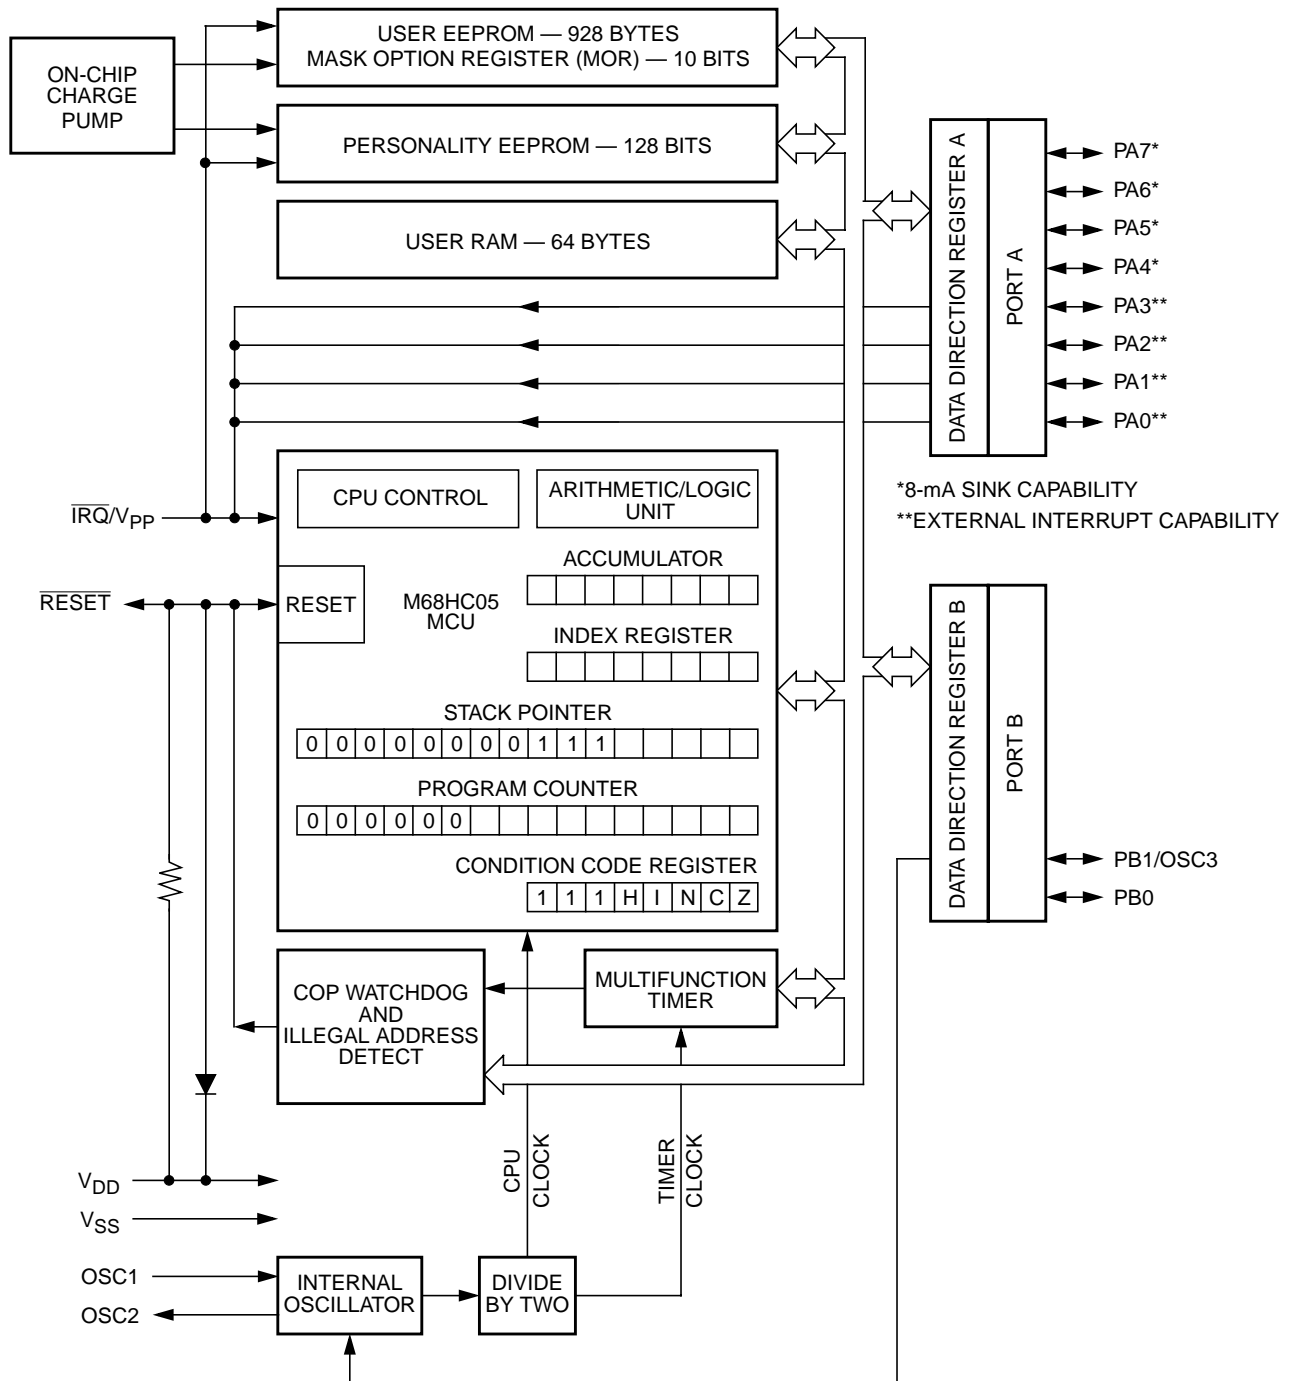 USER EEPROM — 928 BYTES
MASK OPTION REGISTER (MOR) — 10 BITS
ON-CHIP
CHARGE
PUMP
PERSONALITY EEPROM — 128 BITS
USER RAM — 64 BYTES
DATA DIRECTION REGISTER A
PORT A
PA7*
PA6*
PA5*
PA4*
PA3**
PA2**
PA1**
PA0**
*8-mA SINK CAPABILITY
**EXTERNAL INTERRUPT CAPABILITY
IRQ/VPP
CPU CONTROL
ARITHMETIC/LOGIC
UNIT
ACCUMULATOR
RESET
RESET
M68HC05
MCU
INDEX REGISTER
STACK POINTER
0 0 0 0 0 0 0 0 1 1 1
PROGRAM COUNTER
0 0 0 0 0 0
CONDITION CODE REGISTER
1 1 1 H I N C Z
DATA DIRECTION REGISTER B
PORT B
PB1/OSC3
PB0
COP WATCHDOG
AND
ILLEGAL ADDRESS
DETECT
MULTIFUNCTION
TIMER
CPU
CLOCK
TIMER
CLOCK
VDD
VSS
OSC1
OSC2
INTERNAL
OSCILLATOR
DIVIDE
BY TWO